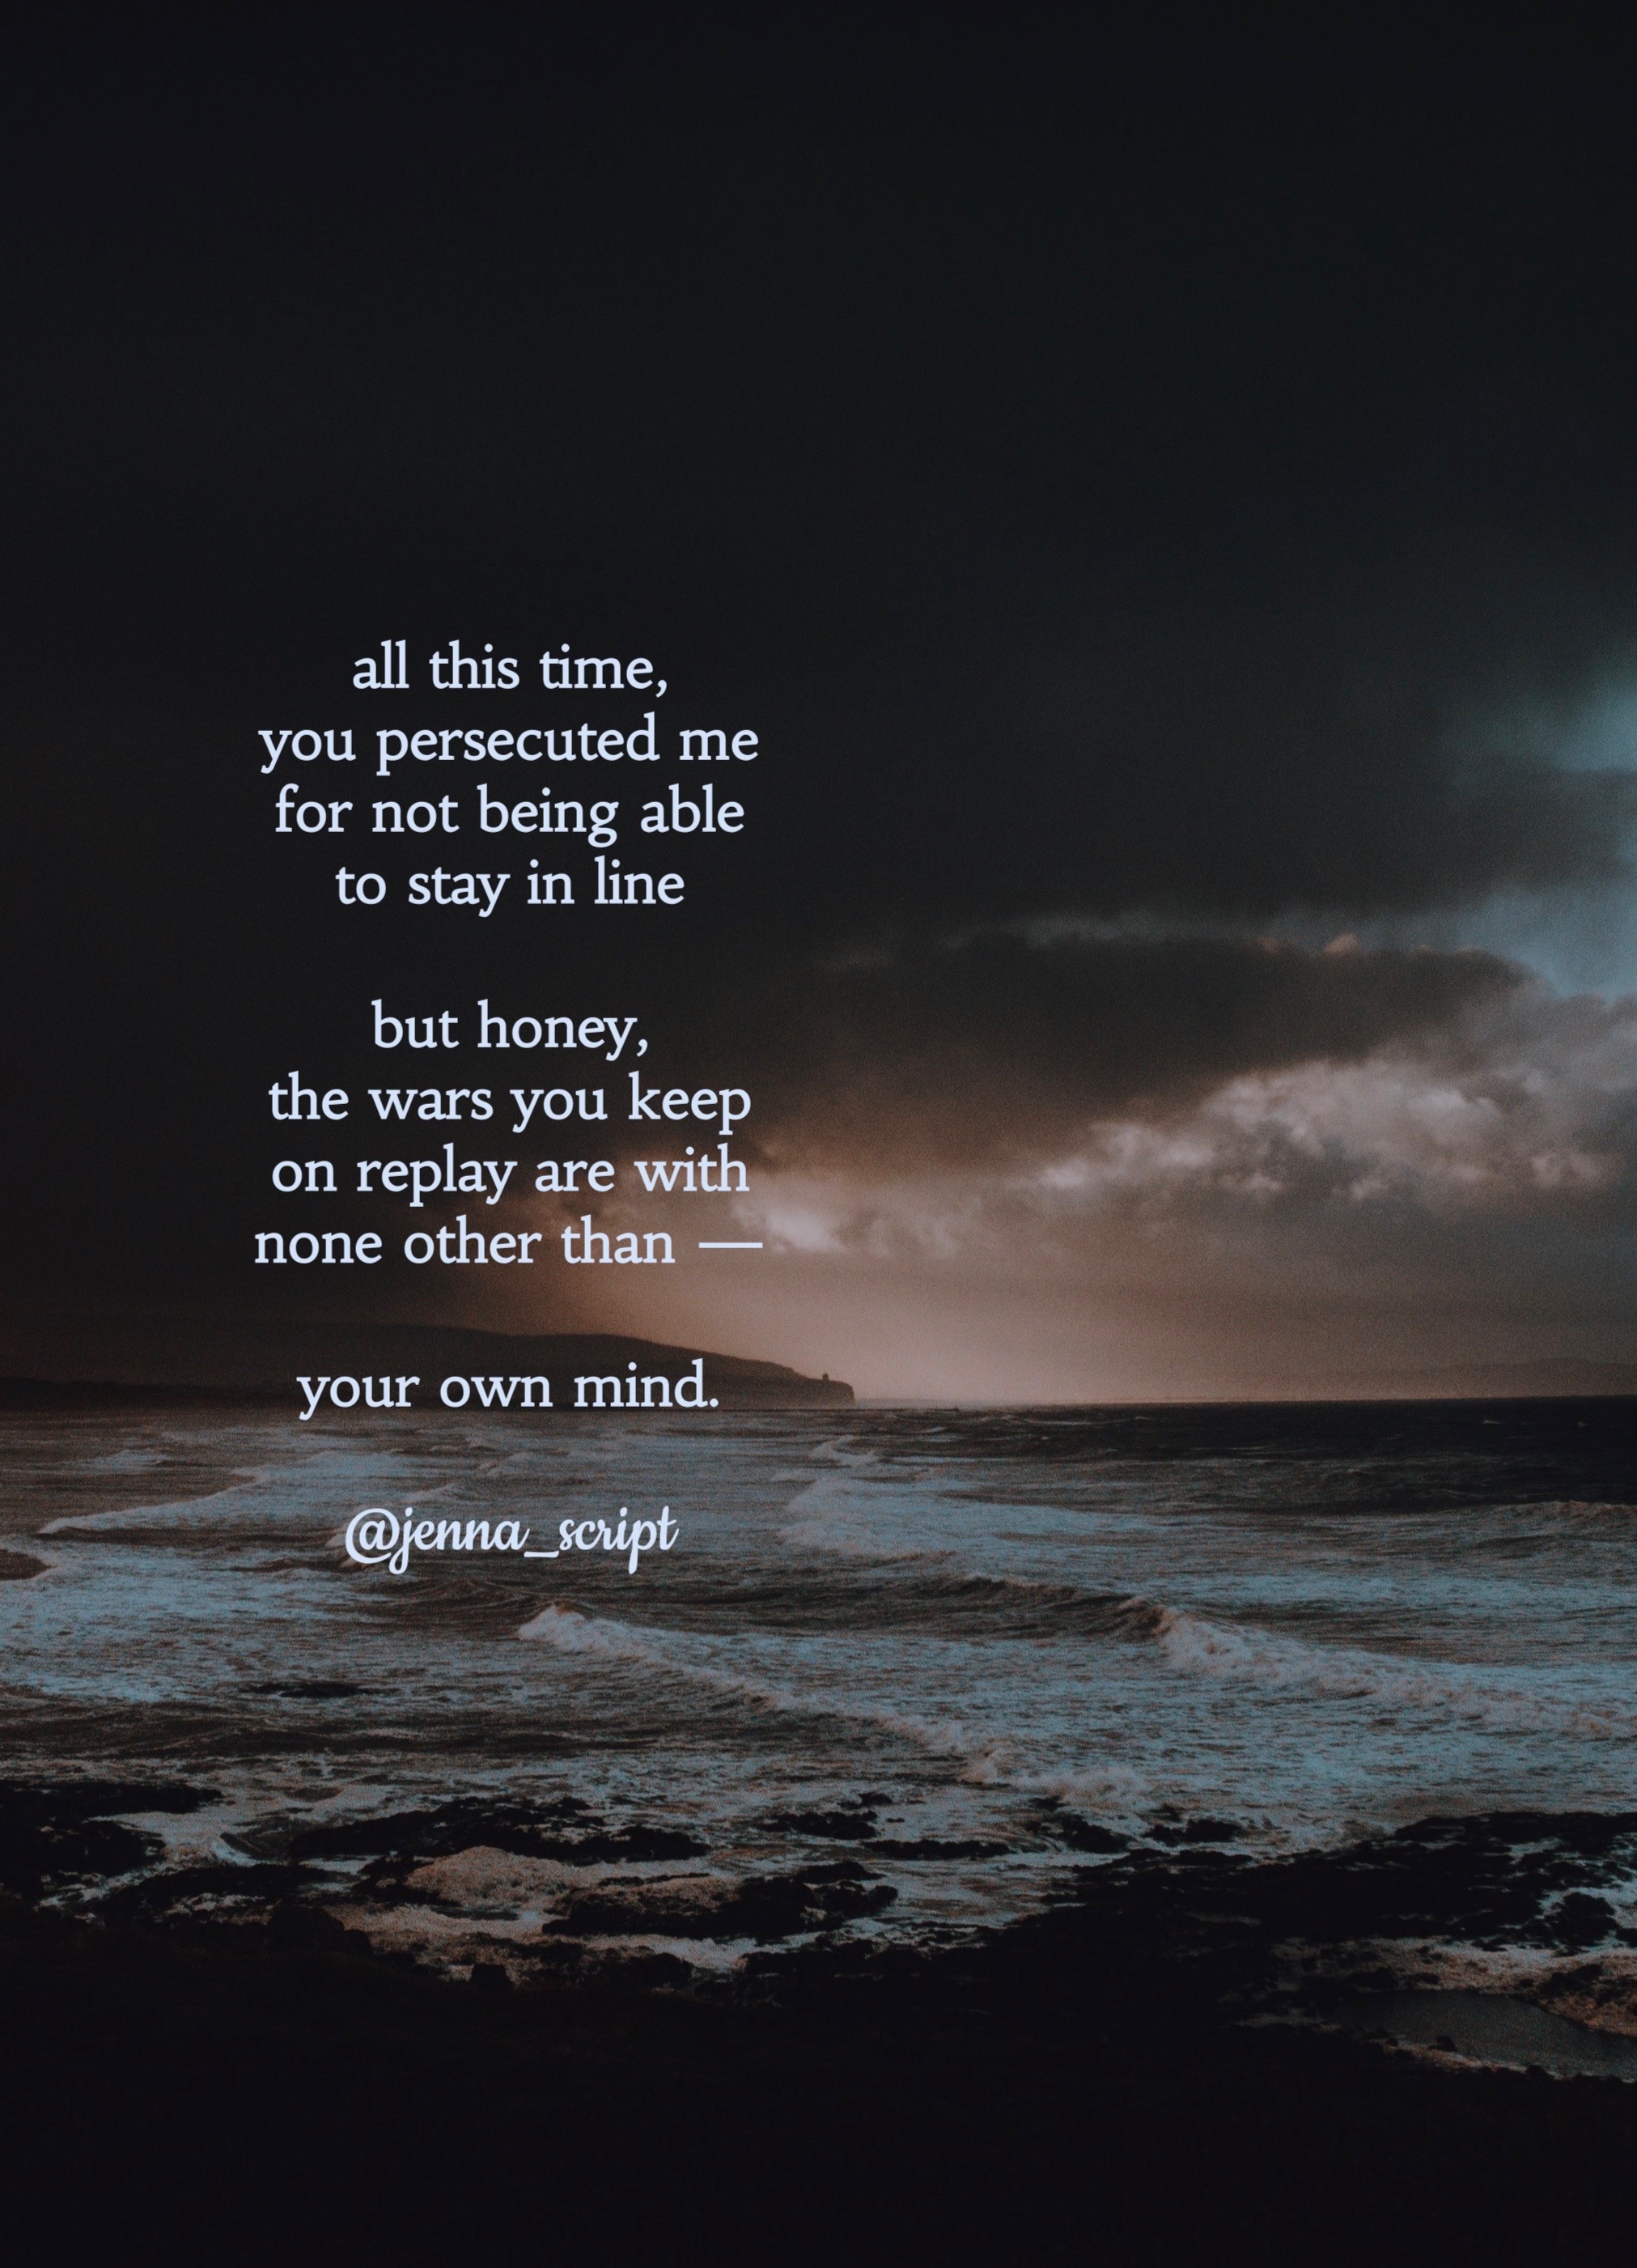 all this time,
you persecuted me
for not being able
to stay in line
but honey,
the wars you keep
on replay are with
none other than —
your own mind.
@jenna_script